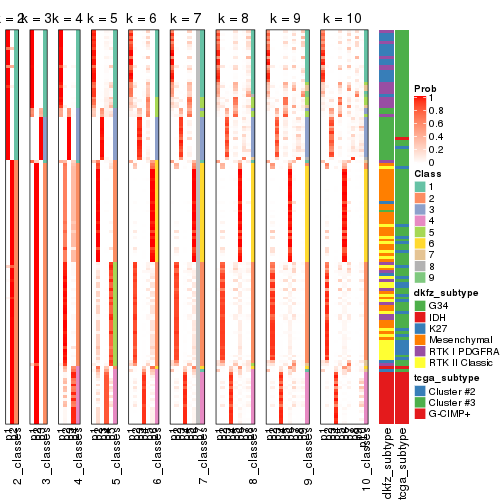 k = 2 k = 3 k = 4 k = 5 k = 6 k = 7 k = 8 k = 9 k = 10
Prob
1
0.8
0.6
0.4
0.2
0
Class
1
2
3
4
5
6
7
8
9
dkfz_subtype
G34
IDH
K27
Mesenchymal
RTK I PDGFRA
RTK II Classic
tcga_subtype
Cluster #2
Cluster #3
G-CIMP+
2_classes
3_classes
4_classes
5_classes
6_classes
7_classes
8_classes
9_classes
10_classes
dkfz_subtype
tcga_subtype